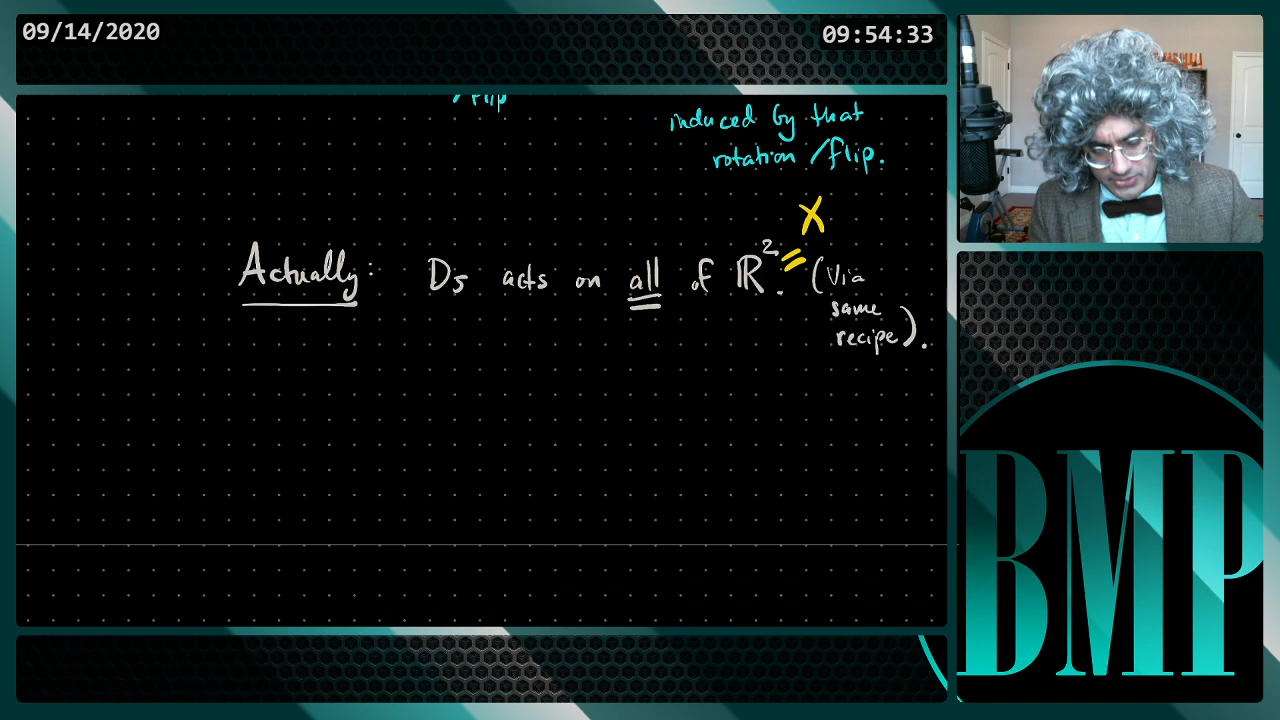 09/14/2020
09:54:33
/flip
induced by that
rotation /flip.
X
Actually: D5 acts on all of ℝ². = (via
same
recipe).
BMP